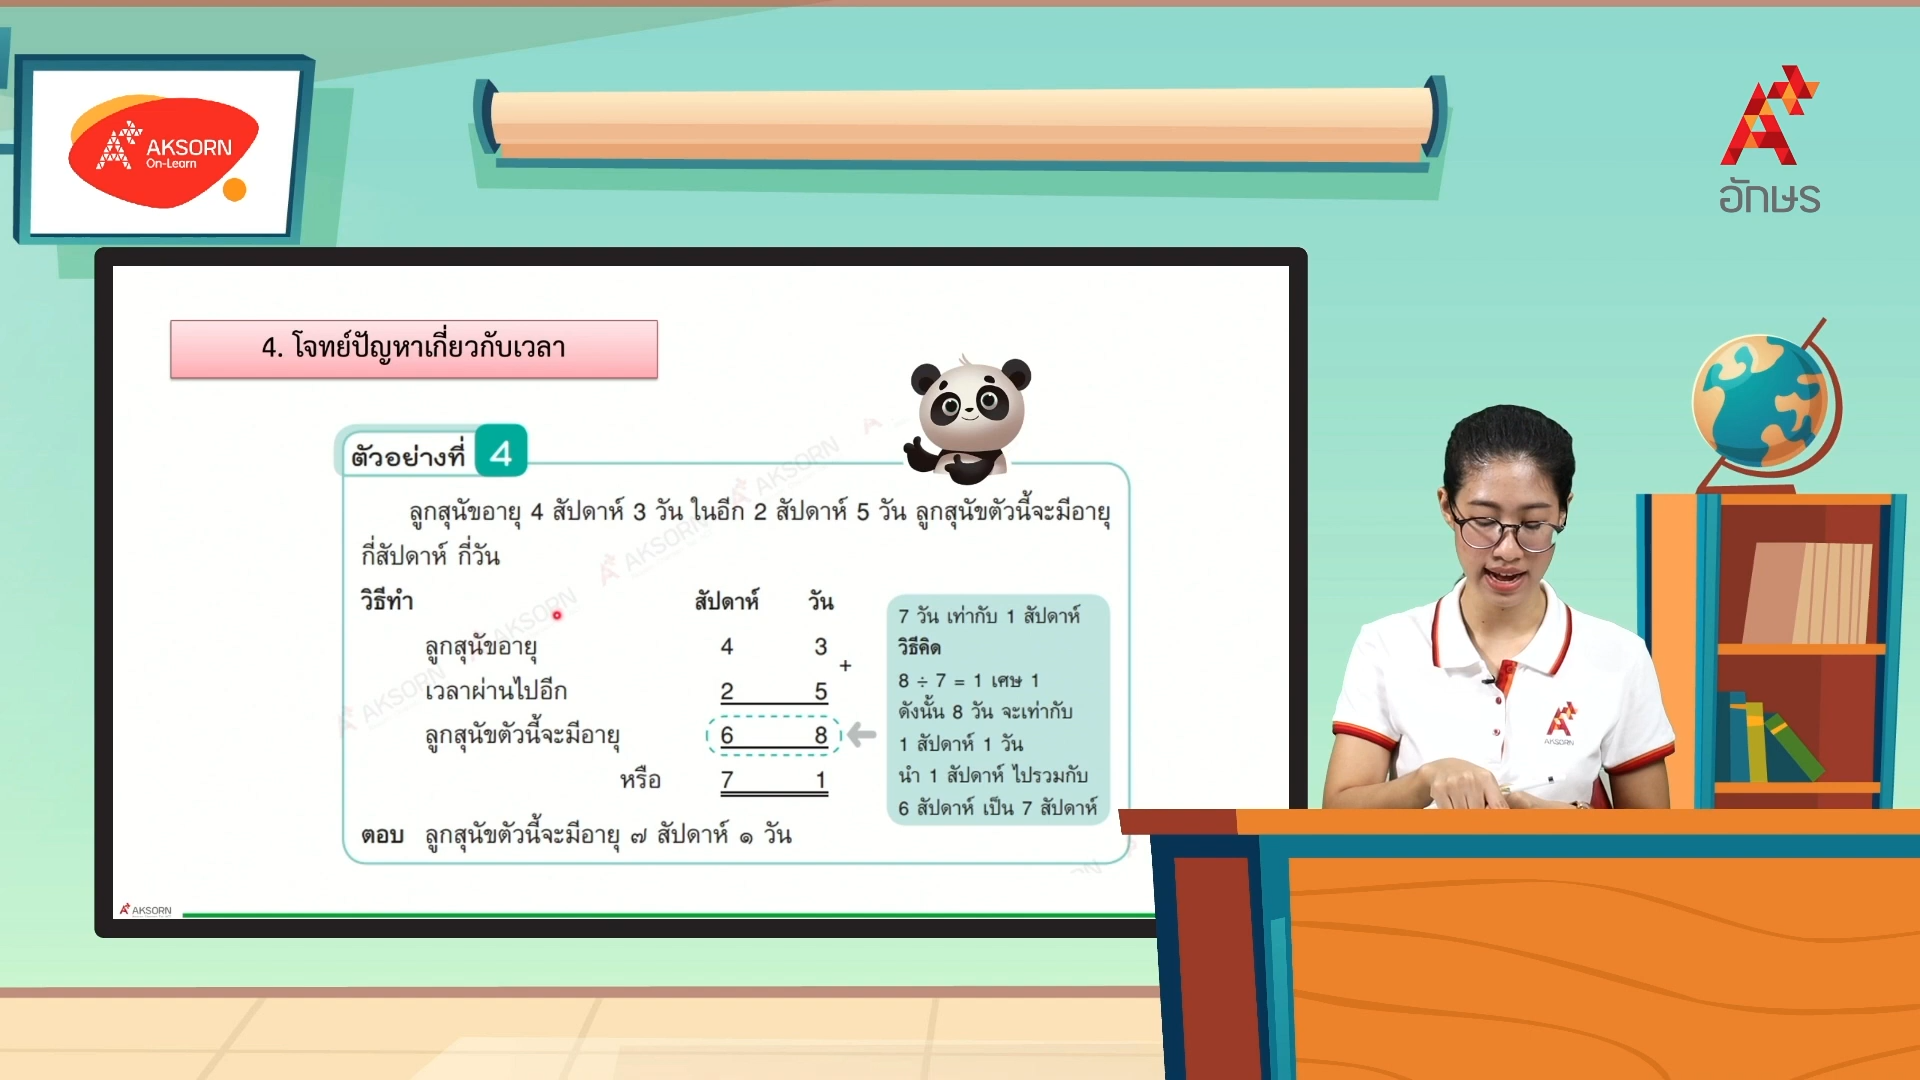 AKSORN
On-Learn
อักษร
4. โจทย์ปัญหาเกี่ยวกับเวลา
ตัวอย่างที่ 4
ลูกสุนัขอายุ 4 สัปดาห์ 3 วัน ในอีก 2 สัปดาห์ 5 วัน ลูกสุนัขตัวนี้จะมีอายุ
กี่สัปดาห์ กี่วัน
วิธีทำ สัปดาห์ วัน
ลูกสุนัขอายุ 4 3
+
เวลาผ่านไปอีก 2 5
ลูกสุนัขตัวนี้จะมีอายุ 6 8
หรือ 7 1
ตอบ ลูกสุนัขตัวนี้จะมีอายุ ๗ สัปดาห์ ๑ วัน
7 วัน เท่ากับ 1 สัปดาห์
วิธีคิด
8 ÷ 7 = 1 เศษ 1
ดังนั้น 8 วัน จะเท่ากับ
1 สัปดาห์ 1 วัน
นำ 1 สัปดาห์ ไปรวมกับ
6 สัปดาห์ เป็น 7 สัปดาห์
AKSORN
AKSORN
AKSORN
AKSORN
AKSORN
AKSORN